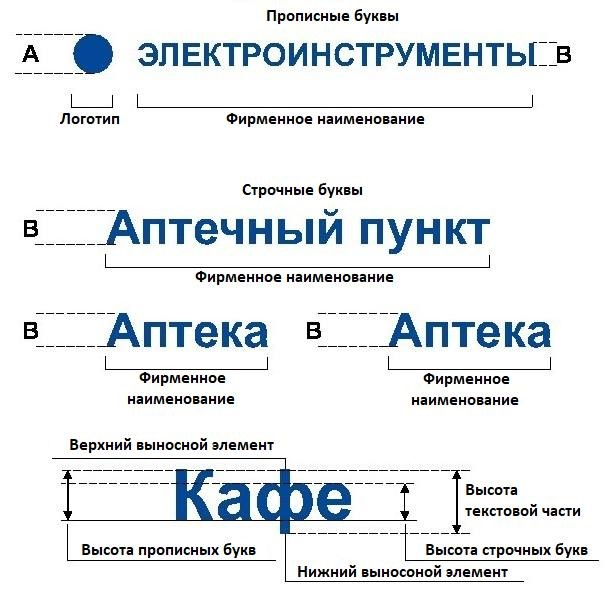 Прописные буквы
А ЭЛЕКТРОИНСТРУМЕНТЫ В
Логотип Фирменное наименование
Строчные буквы
В Аптечный пункт
Фирменное наименование
В Аптека В Аптека
Фирменное наименование Фирменное наименование
Верхний выносной элемент
Кафе
Высота текстовой части
Высота прописных букв Высота строчных букв
Нижний выносоной элемент